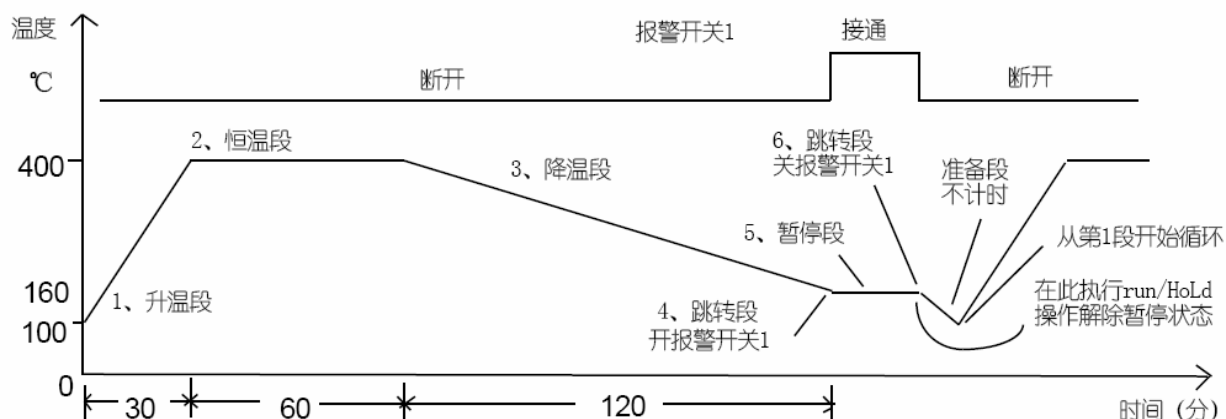 温度
℃
报警开关1
接通
断开
断开
2、恒温段
400
3、降温段
6、跳转段
关报警开关1
准备段
不计时
5、暂停段
从第1段开始循环
1、升温段
160
100
4、跳转段
开报警开关1
在此执行run/HoLd
操作解除暂停状态
0
30
60
120
时间（分）